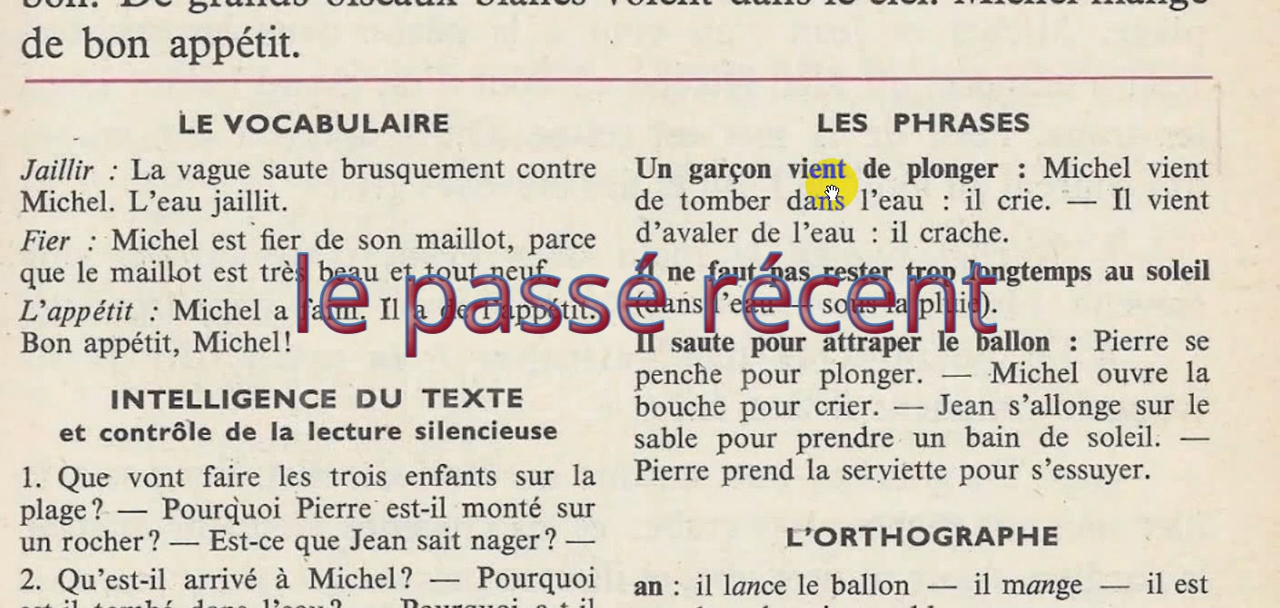 de bon appétit.
LE VOCABULAIRE
Jaillir : La vague saute brusquement contre
Michel. L'eau jaillit.
Fier : Michel est fier de son maillot, parce
que le maillot est très beau et tout neuf.
L'appétit : Michel a faim. Il a de l'appétit.
Bon appétit, Michel!
INTELLIGENCE DU TEXTE
et contrôle de la lecture silencieuse
1. Que vont faire les trois enfants sur la
plage? — Pourquoi Pierre est-il monté sur
un rocher? — Est-ce que Jean sait nager? —
2. Qu'est-il arrivé à Michel? — Pourquoi
LES PHRASES
Un garçon vient de plonger : Michel vient
de tomber dans l'eau : il crie. — Il vient
d'avaler de l'eau : il crache.
Il ne faut pas rester trop longtemps au soleil
(dans l'eau — sous la pluie).
Il saute pour attraper le ballon : Pierre se
penche pour plonger. — Michel ouvre la
bouche pour crier. — Jean s'allonge sur le
sable pour prendre un bain de soleil. —
Pierre prend la serviette pour s'essuyer.
L'ORTHOGRAPHE
an : il lance le ballon — il mange — il est
le passé récent